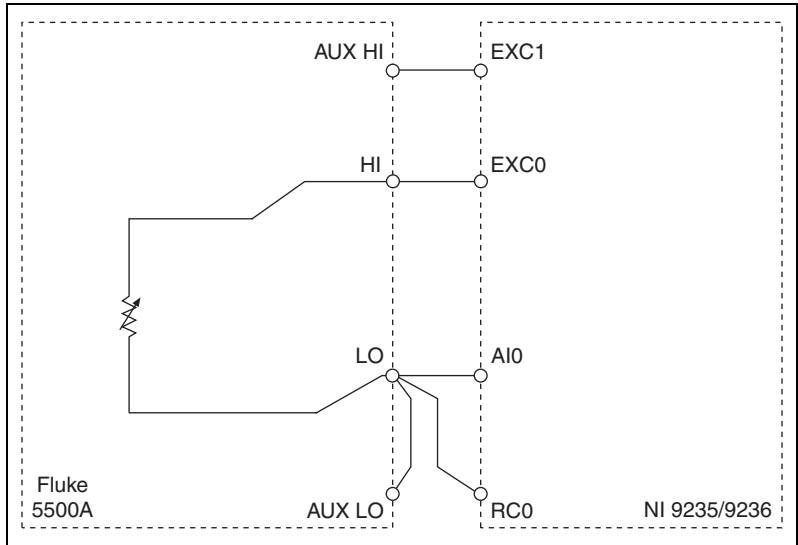 AUX HI
EXC1
HI
EXC0
LO
AI0
AUX LO
RC0
Fluke
5500A
NI 9235/9236